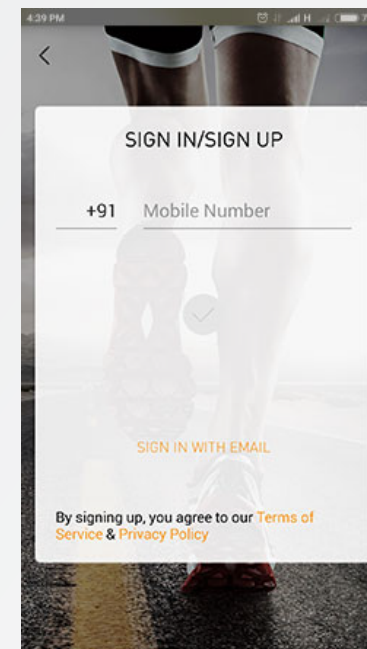 4:39 PM
H
7
SIGN IN/SIGN UP
+91 Mobile Number
SIGN IN WITH EMAIL
By signing up, you agree to our Terms of
Service & Privacy Policy